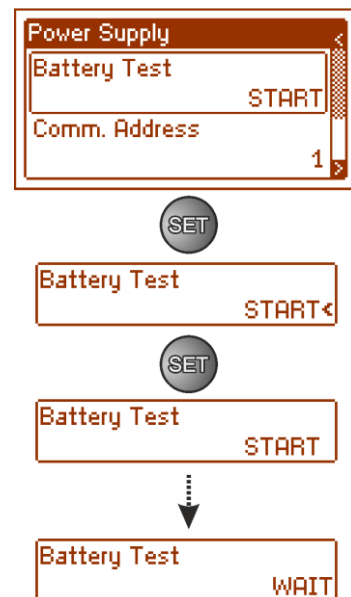 Power Supply
<
Battery Test
START
Comm. Address
1
>
SET
Battery Test
START<
SET
Battery Test
START
Battery Test
WAIT